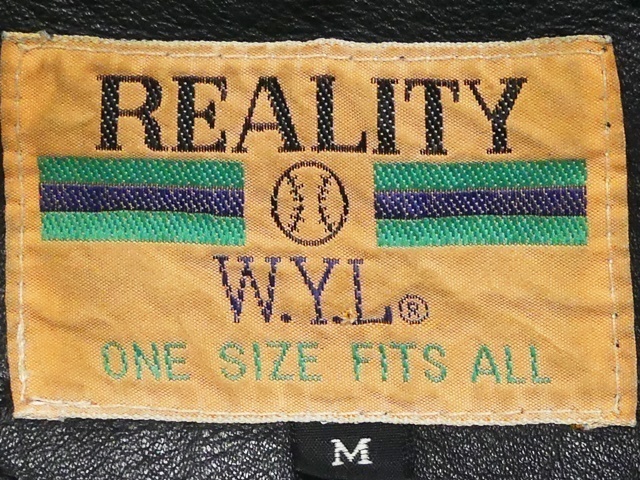 REALITY
W.Y.L®
ONE SIZE FITS ALL
M